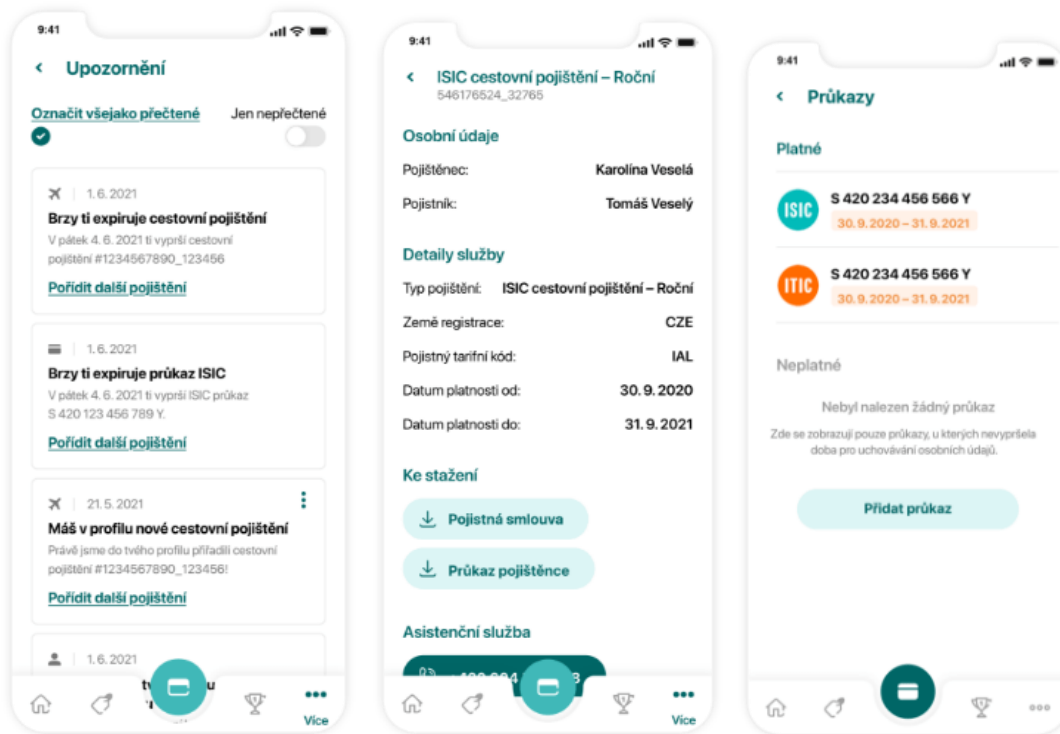 9:41
Upozornění
Označit všejako přečtené
Jen nepřečtené
1. 6. 2021
Brzy ti expiruje cestovní pojištění
V pátek 4. 6. 2021 ti vyprší cestovní
pojištění #1234567890_123456
Pořídit další pojištění
1. 6. 2021
Brzy ti expiruje průkaz ISIC
V pátek 4. 6. 2021 ti vyprší ISIC průkaz
S 420 123 456 789 Y.
Pořídit další pojištění
21. 5. 2021
Máš v profilu nové cestovní pojištění
Právě jsme do tvého profilu přiřadili cestovní
pojištění #1234567890_123456!
Pořídit další pojištění
1. 6. 2021
Více
9:41
ISIC cestovní pojištění – Roční
546176524_32765
Osobní údaje
Pojištěnec: Karolína Veselá
Pojistník: Tomáš Veselý
Detaily služby
Typ pojištění: ISIC cestovní pojištění – Roční
Země registrace: CZE
Pojistný tarifní kód: IAL
Datum platnosti od: 30. 9. 2020
Datum platnosti do: 31. 9. 2021
Ke stažení
Pojistná smlouva
Průkaz pojištěnce
Asistenční služba
Více
9:41
Průkazy
Platné
ISIC
S 420 234 456 566 Y
30. 9. 2020 – 31. 9. 2021
ITIC
S 420 234 456 566 Y
30. 9. 2020 – 31. 9. 2021
Neplatné
Nebyl nalezen žádný průkaz
Zde se zobrazují pouze průkazy, u kterých nevypršela
doba pro uchovávání osobních údajů.
Přidat průkaz